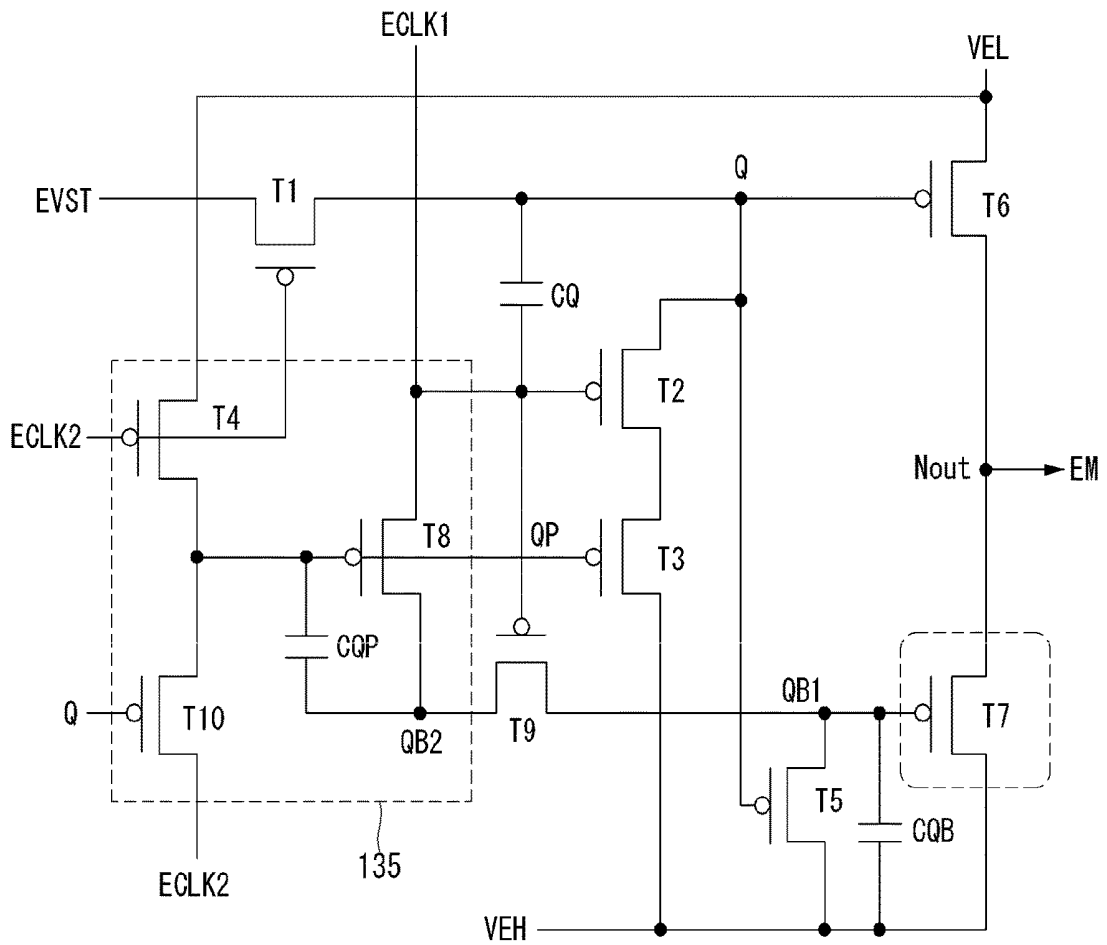 ECLK1
VEL
Q
EVST
T1
T6
CQ
T2
T4
ECLK2
Nout
EM
T8
QP
T3
CQP
QB1
Q
T10
T7
T9
QB2
T5
CQB
135
ECLK2
VEH